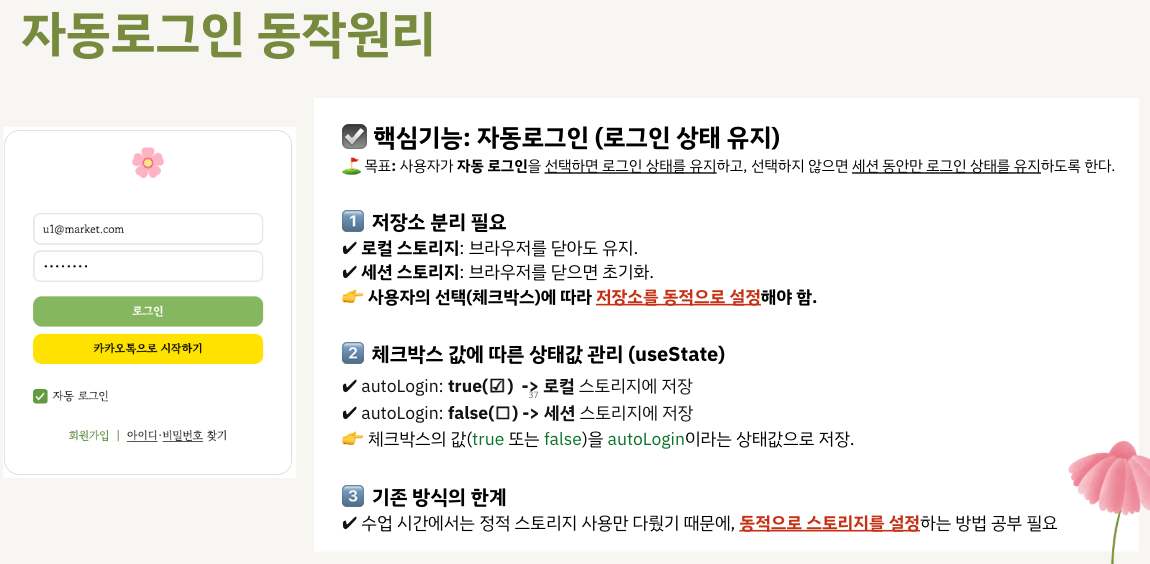 자동로그인 동작원리
u1@market.com
••••••••
로그인
카카오톡으로 시작하기
자동 로그인
회원가입 | 아이디·비밀번호 찾기
핵심기능: 자동로그인 (로그인 상태 유지)
목표: 사용자가 자동 로그인을 선택하면 로그인 상태를 유지하고, 선택하지 않으면 세션 동안만 로그인 상태를 유지하도록 한다.
1 저장소 분리 필요
✔ 로컬 스토리지: 브라우저를 닫아도 유지.
✔ 세션 스토리지: 브라우저를 닫으면 초기화.
👉 사용자의 선택(체크박스)에 따라 저장소를 동적으로 설정해야 함.
2 체크박스 값에 따른 상태값 관리 (useState)
✔ autoLogin: true(☑) -> 로컬 스토리지에 저장
37
✔ autoLogin: false(☐) -> 세션 스토리지에 저장
👉 체크박스의 값(true 또는 false)을 autoLogin이라는 상태값으로 저장.
3 기존 방식의 한계
✔ 수업 시간에서는 정적 스토리지 사용만 다뤘기 때문에, 동적으로 스토리지를 설정하는 방법 공부 필요